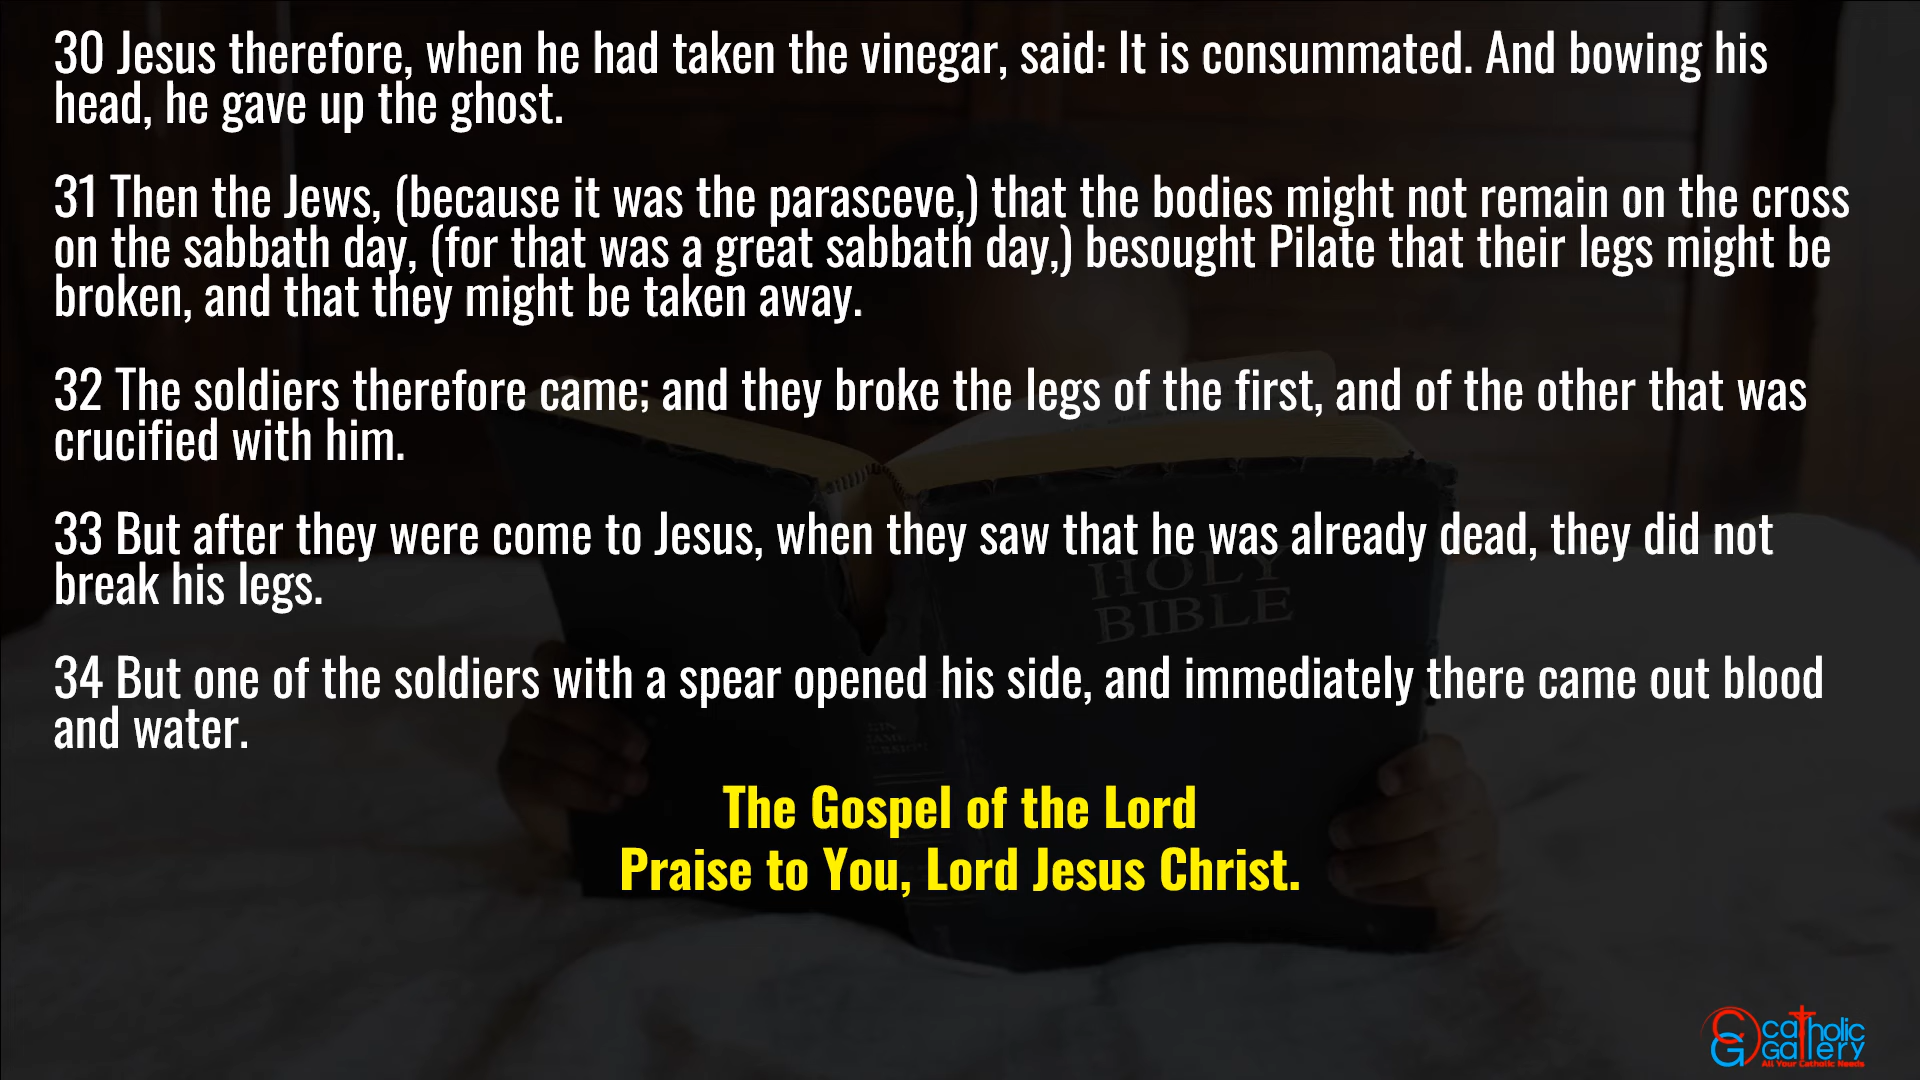 30 Jesus therefore, when he had taken the vinegar, said: It is consummated. And bowing his
head, he gave up the ghost.
31 Then the Jews, (because it was the parasceve,) that the bodies might not remain on the cross
on the sabbath day, (for that was a great sabbath day,) besought Pilate that their legs might be
broken, and that they might be taken away.
32 The soldiers therefore came; and they broke the legs of the first, and of the other that was
crucified with him.
33 But after they were come to Jesus, when they saw that he was already dead, they did not
break his legs.
HOLY
BIBLE
34 But one of the soldiers with a spear opened his side, and immediately there came out blood
and water.
The Gospel of the Lord
Praise to You, Lord Jesus Christ.
CG catholic
Gallery
All Your Catholic Needs